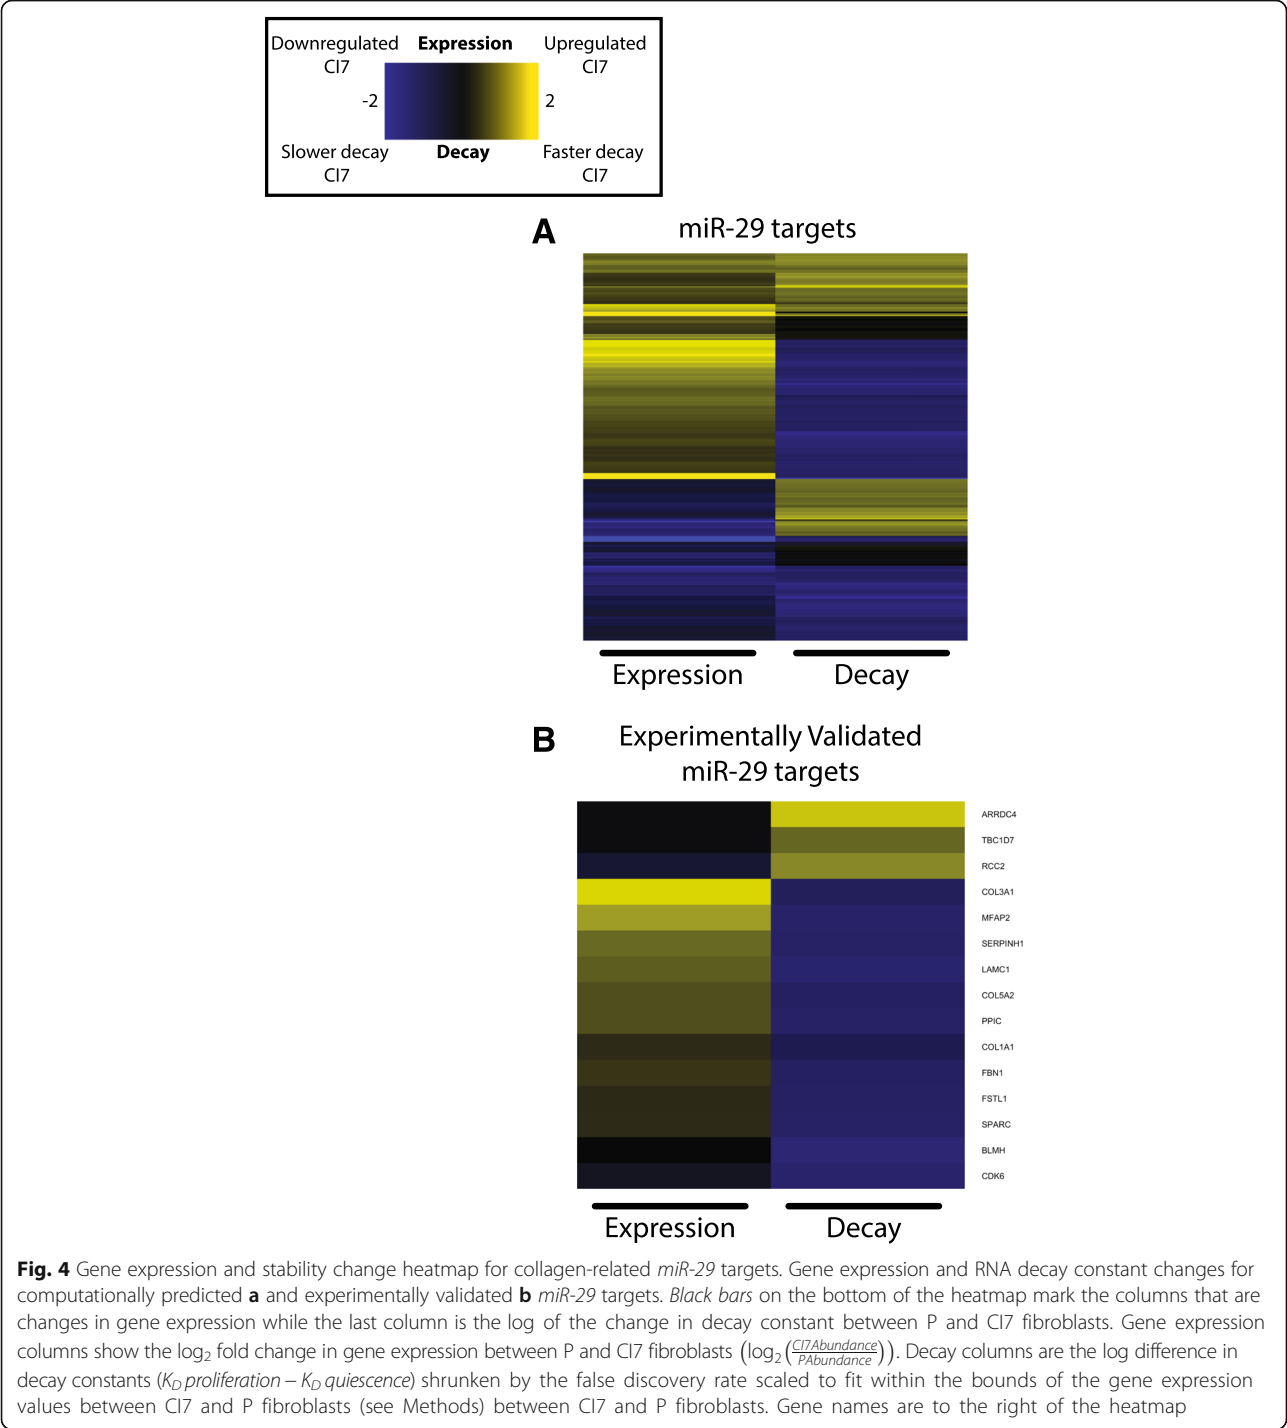 Downregulated Expression Upregulated
CI7 CI7
-2 2
Slower decay Decay Faster decay
CI7 CI7
A miR-29 targets
Expression Decay
B Experimentally Validated
miR-29 targets
ARRDC4
TBC1D7
RCC2
COL3A1
MFAP2
SERPINH1
LAMC1
COL5A2
PPIC
COL1A1
FBN1
FSTL1
SPARC
BLMH
CDK6
Expression Decay
Fig. 4 Gene expression and stability change heatmap for collagen-related miR-29 targets. Gene expression and RNA decay constant changes for
computationally predicted a and experimentally validated b miR-29 targets. Black bars on the bottom of the heatmap mark the columns that are
changes in gene expression while the last column is the log of the change in decay constant between P and CI7 fibroblasts. Gene expression
columns show the log₂ fold change in gene expression between P and CI7 fibroblasts (log₂(CI7Abundance/PAbundance)). Decay columns are the log difference in
decay constants (K_D proliferation − K_D quiescence) shrunken by the false discovery rate scaled to fit within the bounds of the gene expression
values between CI7 and P fibroblasts (see Methods) between CI7 and P fibroblasts. Gene names are to the right of the heatmap